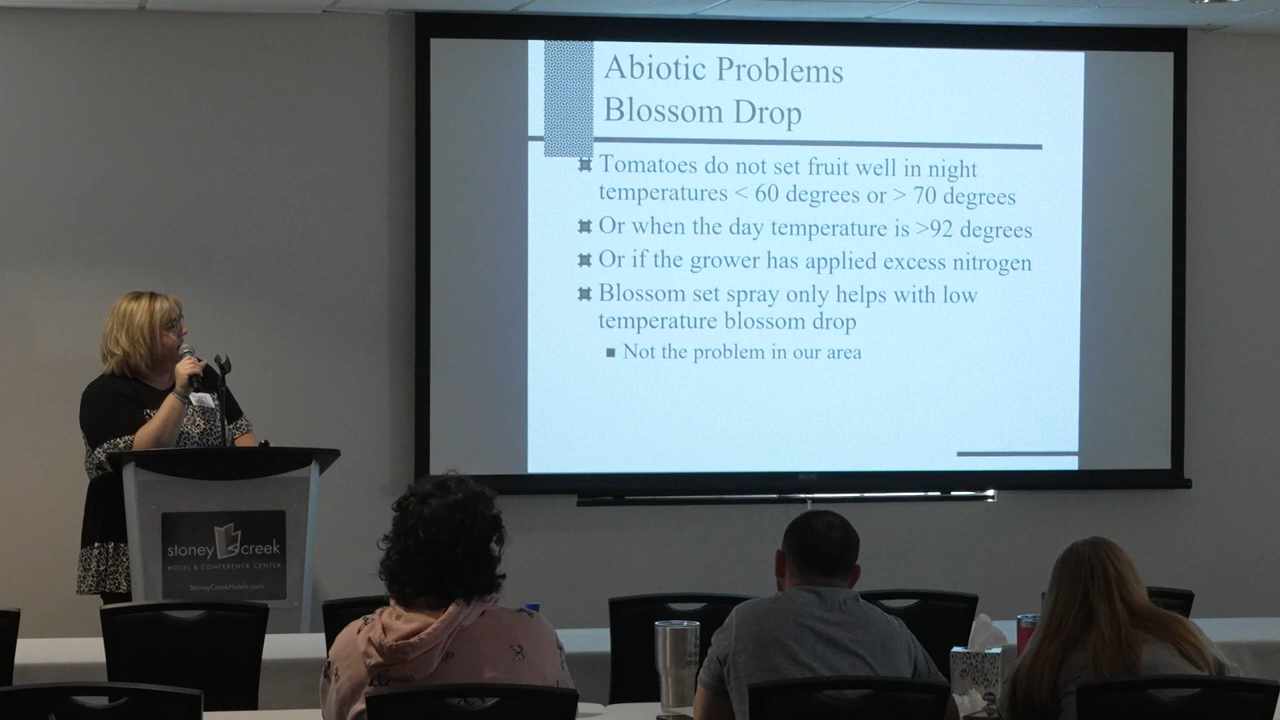 Abiotic Problems
Blossom Drop
Tomatoes do not set fruit well in night
temperatures < 60 degrees or > 70 degrees
Or when the day temperature is >92 degrees
Or if the grower has applied excess nitrogen
Blossom set spray only helps with low
temperature blossom drop
Not the problem in our area
stoney creek
HOTEL & CONFERENCE CENTER
StoneyCreekHotels.com